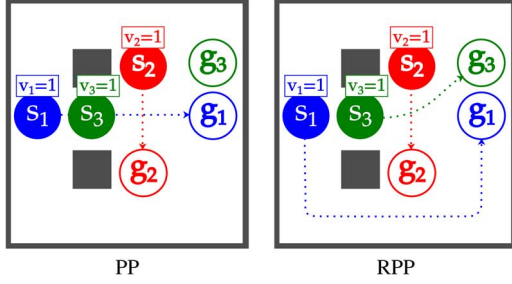 v₂=1
s₂
g₃
v₁=1
v₃=1
s₁
s₃
g₁
g₂
PP
v₂=1
s₂
g₃
v₁=1
v₃=1
s₁
s₃
g₁
g₂
RPP